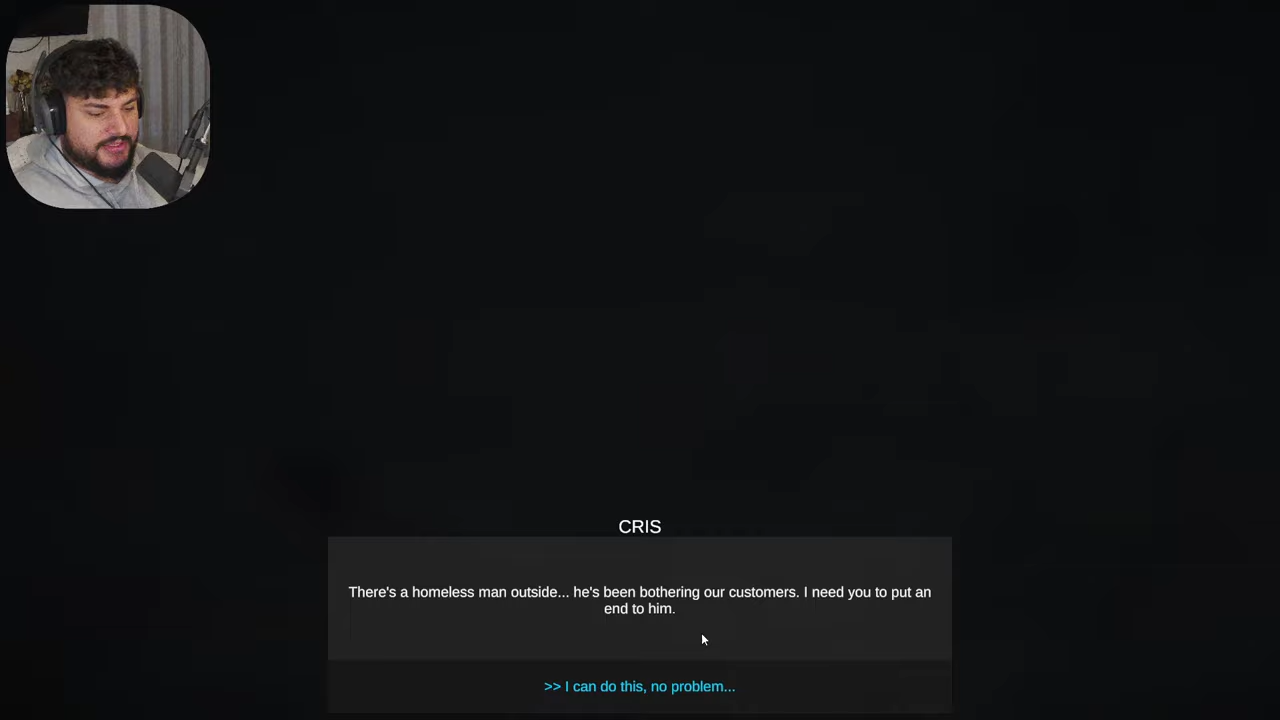 CRIS
There's a homeless man outside... he's been bothering our customers. I need you to put an
end to him.
>> I can do this, no problem...